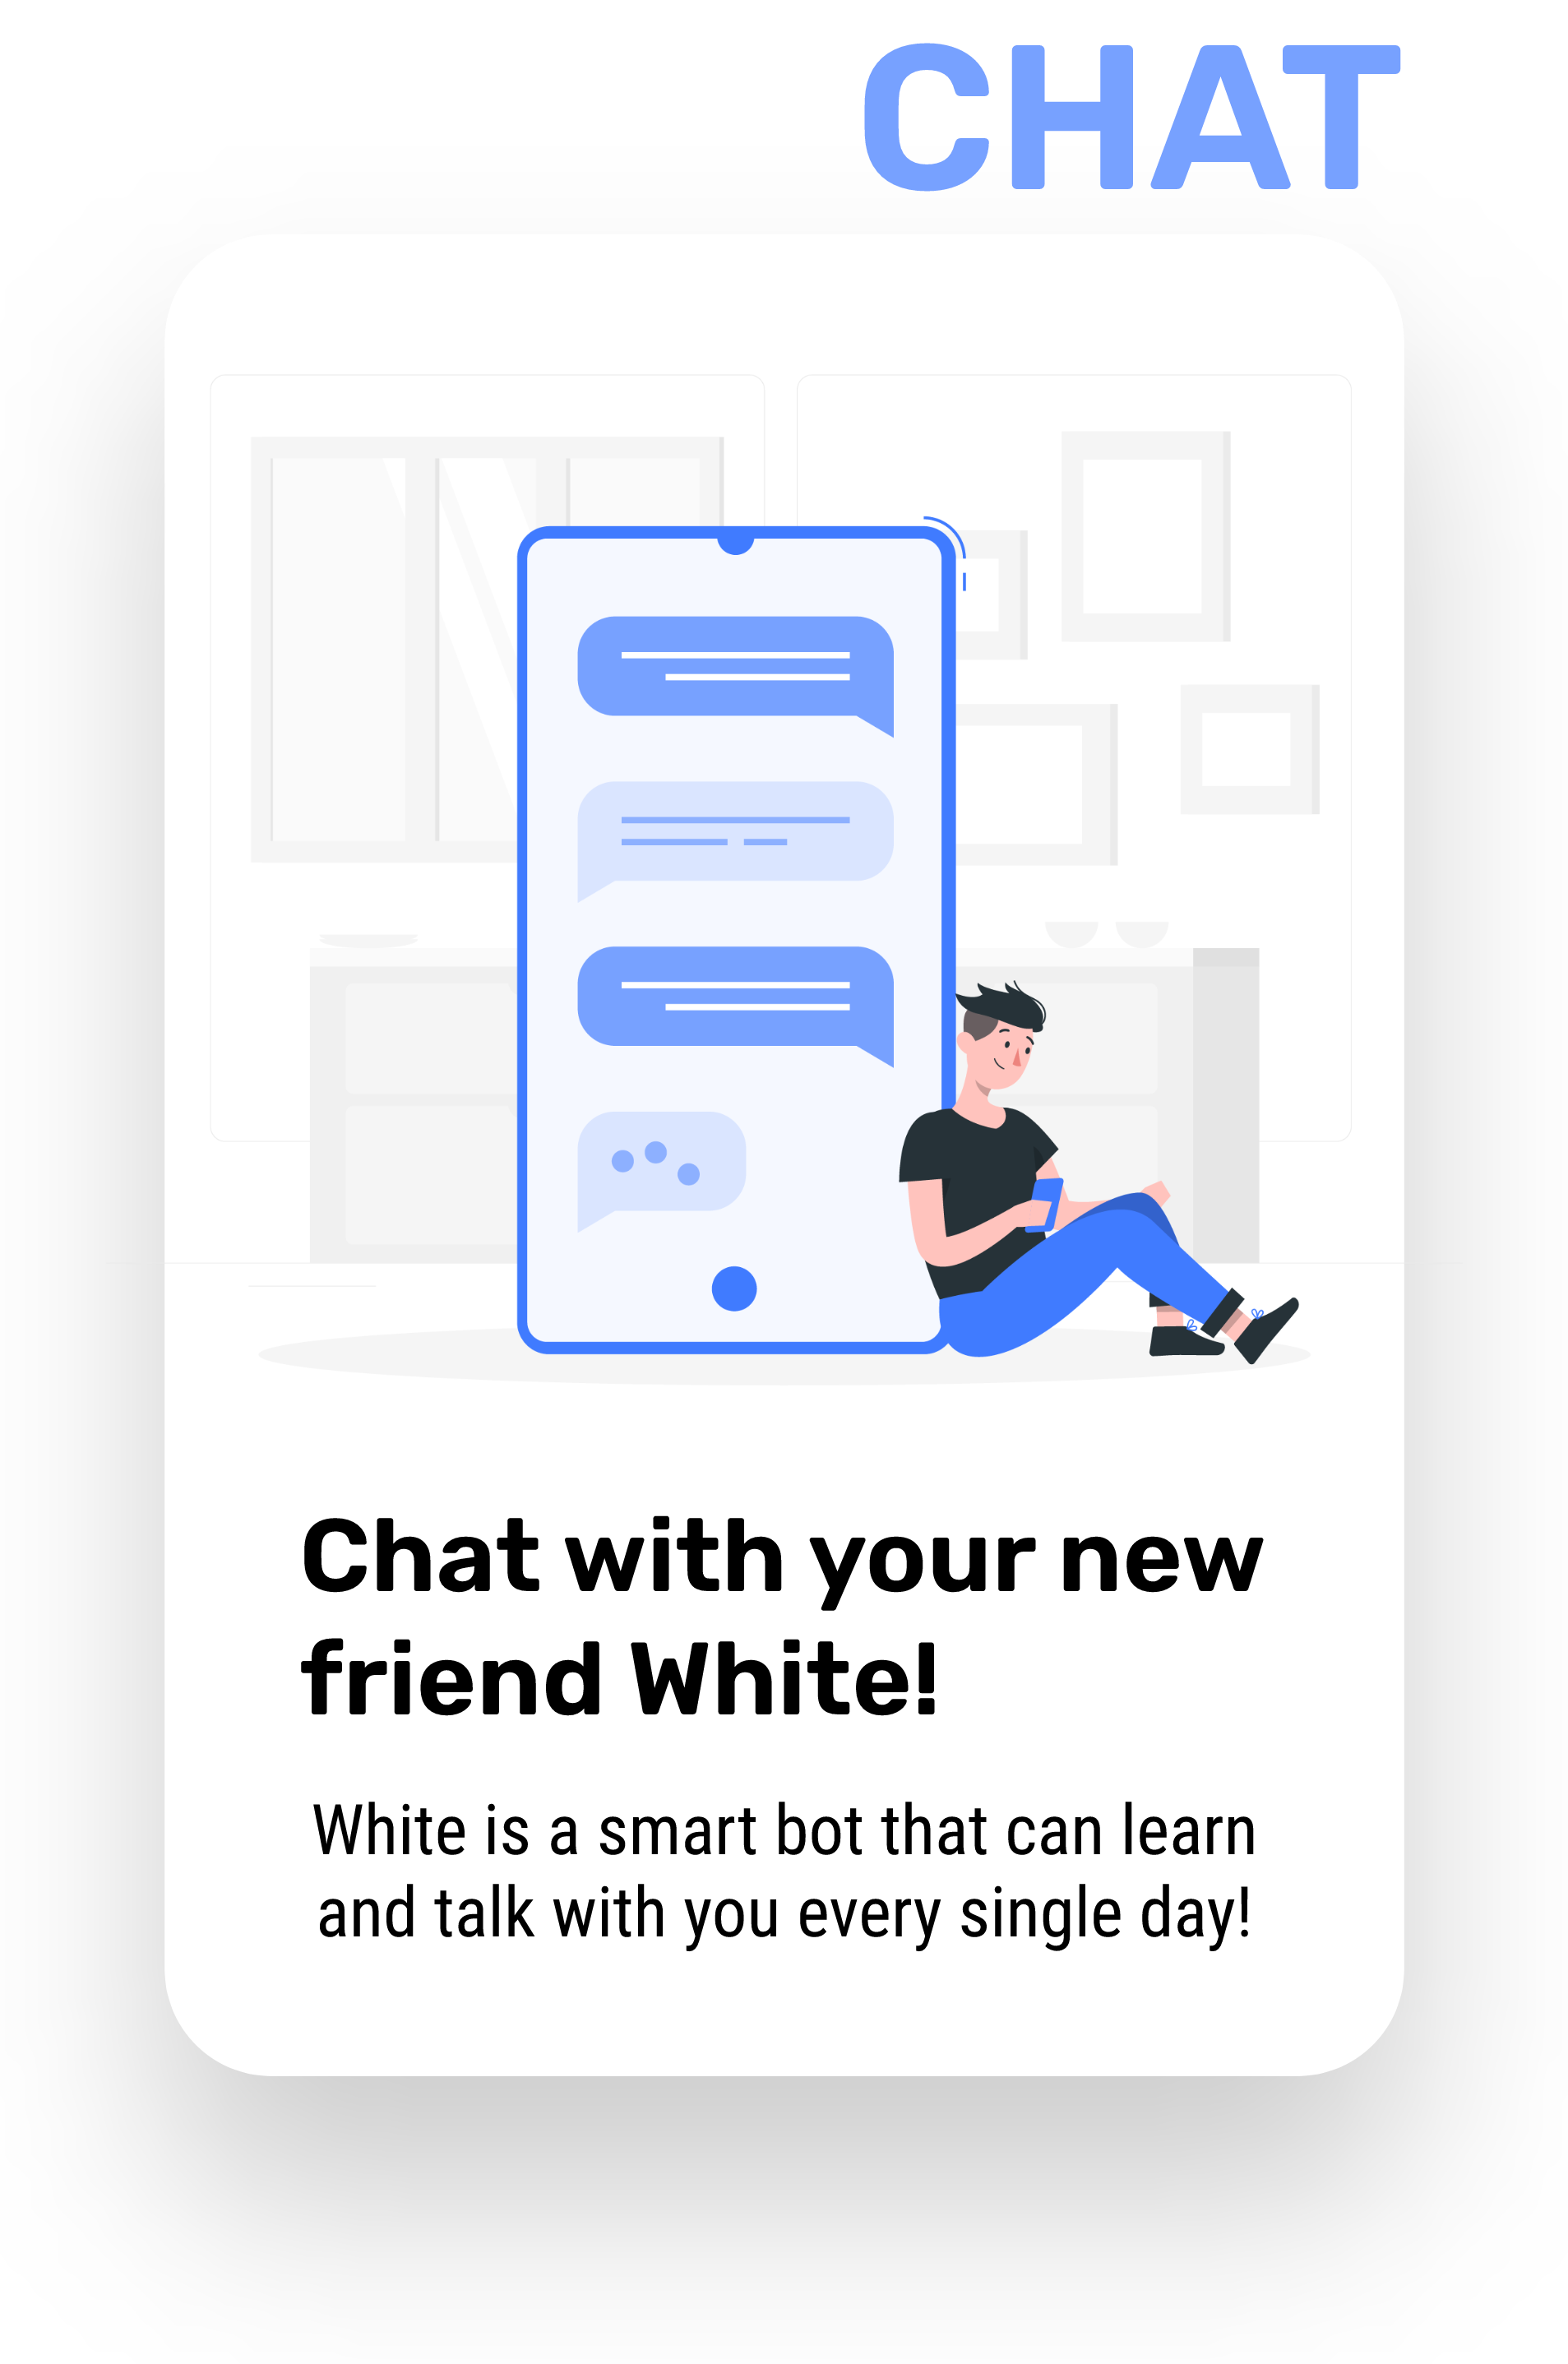 CHAT
Chat with your new
friend White!
White is a smart bot that can learn
and talk with you every single day!